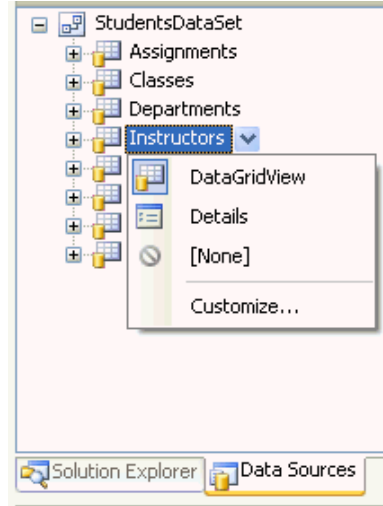 StudentsDataSet
Assignments
Classes
Departments
Instructors
DataGridView
Details
[None]
Customize...
Solution Explorer
Data Sources